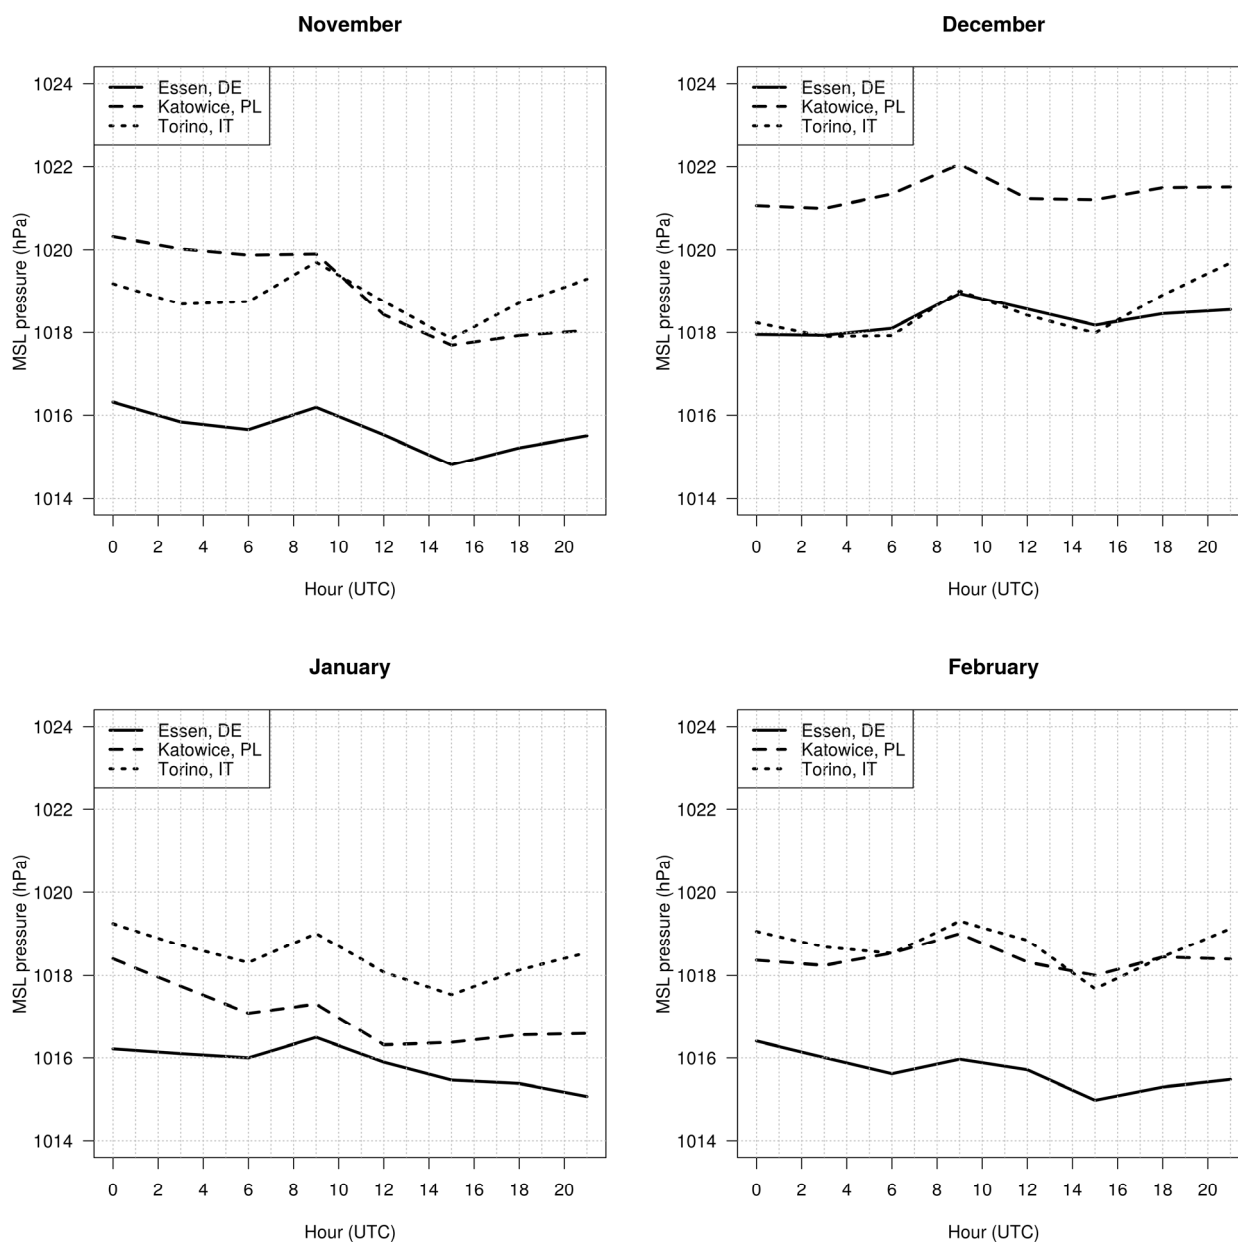 November
1024
1022
1020
1018
1016
1014
MSL pressure (hPa)
Essen, DE
Katowice, PL
Torino, IT
0 2 4 6 8 10 12 14 16 18 20
Hour (UTC)
December
1024
1022
1020
1018
1016
1014
MSL pressure (hPa)
Essen, DE
Katowice, PL
Torino, IT
0 2 4 6 8 10 12 14 16 18 20
Hour (UTC)
January
1024
1022
1020
1018
1016
1014
MSL pressure (hPa)
Essen, DE
Katowice, PL
Torino, IT
0 2 4 6 8 10 12 14 16 18 20
Hour (UTC)
February
1024
1022
1020
1018
1016
1014
MSL pressure (hPa)
Essen, DE
Katowice, PL
Torino, IT
0 2 4 6 8 10 12 14 16 18 20
Hour (UTC)